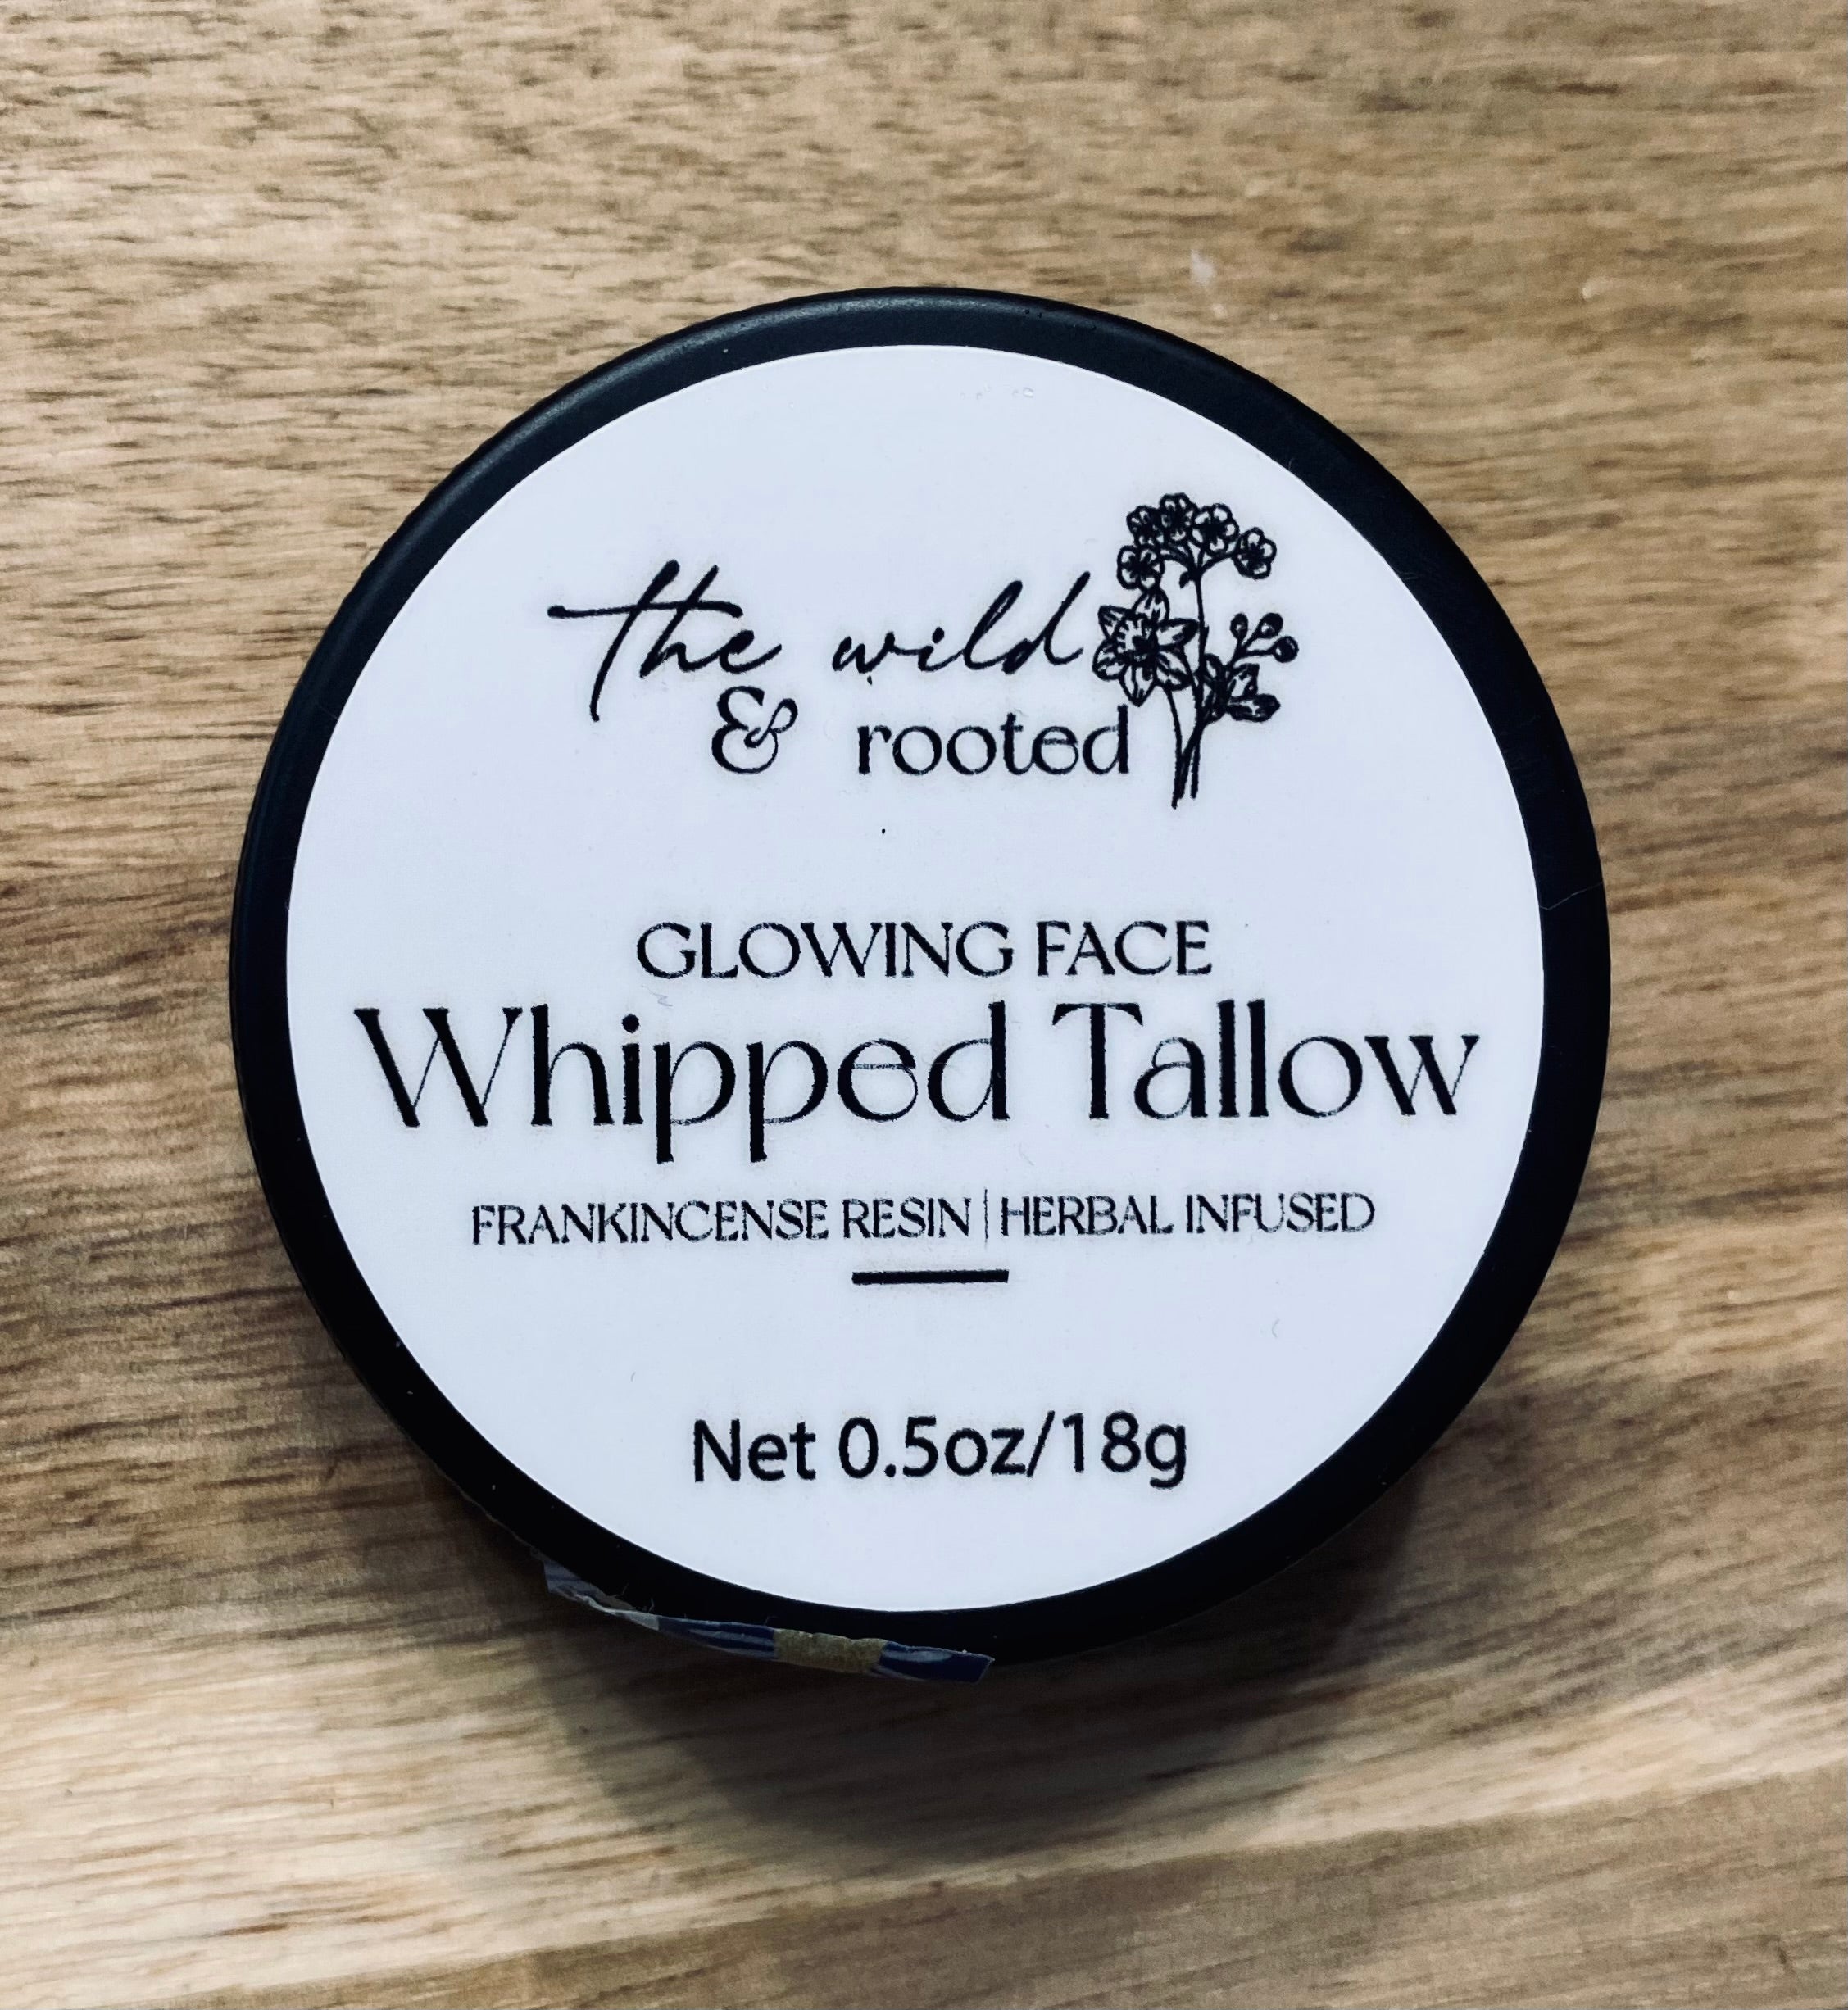 the wild
& rooted
GLOWING FACE
Whipped Tallow
FRANKINCENSE RESIN | HERBAL INFUSED
Net 0.5oz/18g